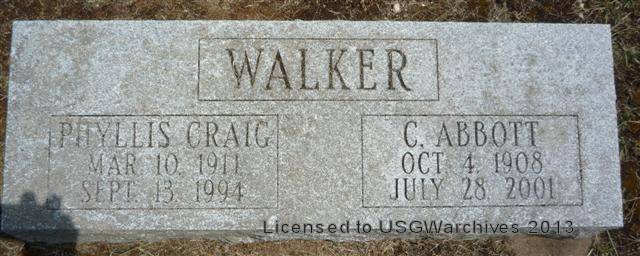 WALKER
PHYLLIS CRAIG
MAR. 10, 1911
SEPT. 13, 1994
C. ABBOTT
OCT. 4, 1908
JULY 28, 2001
Licensed to USGWarchives 2013